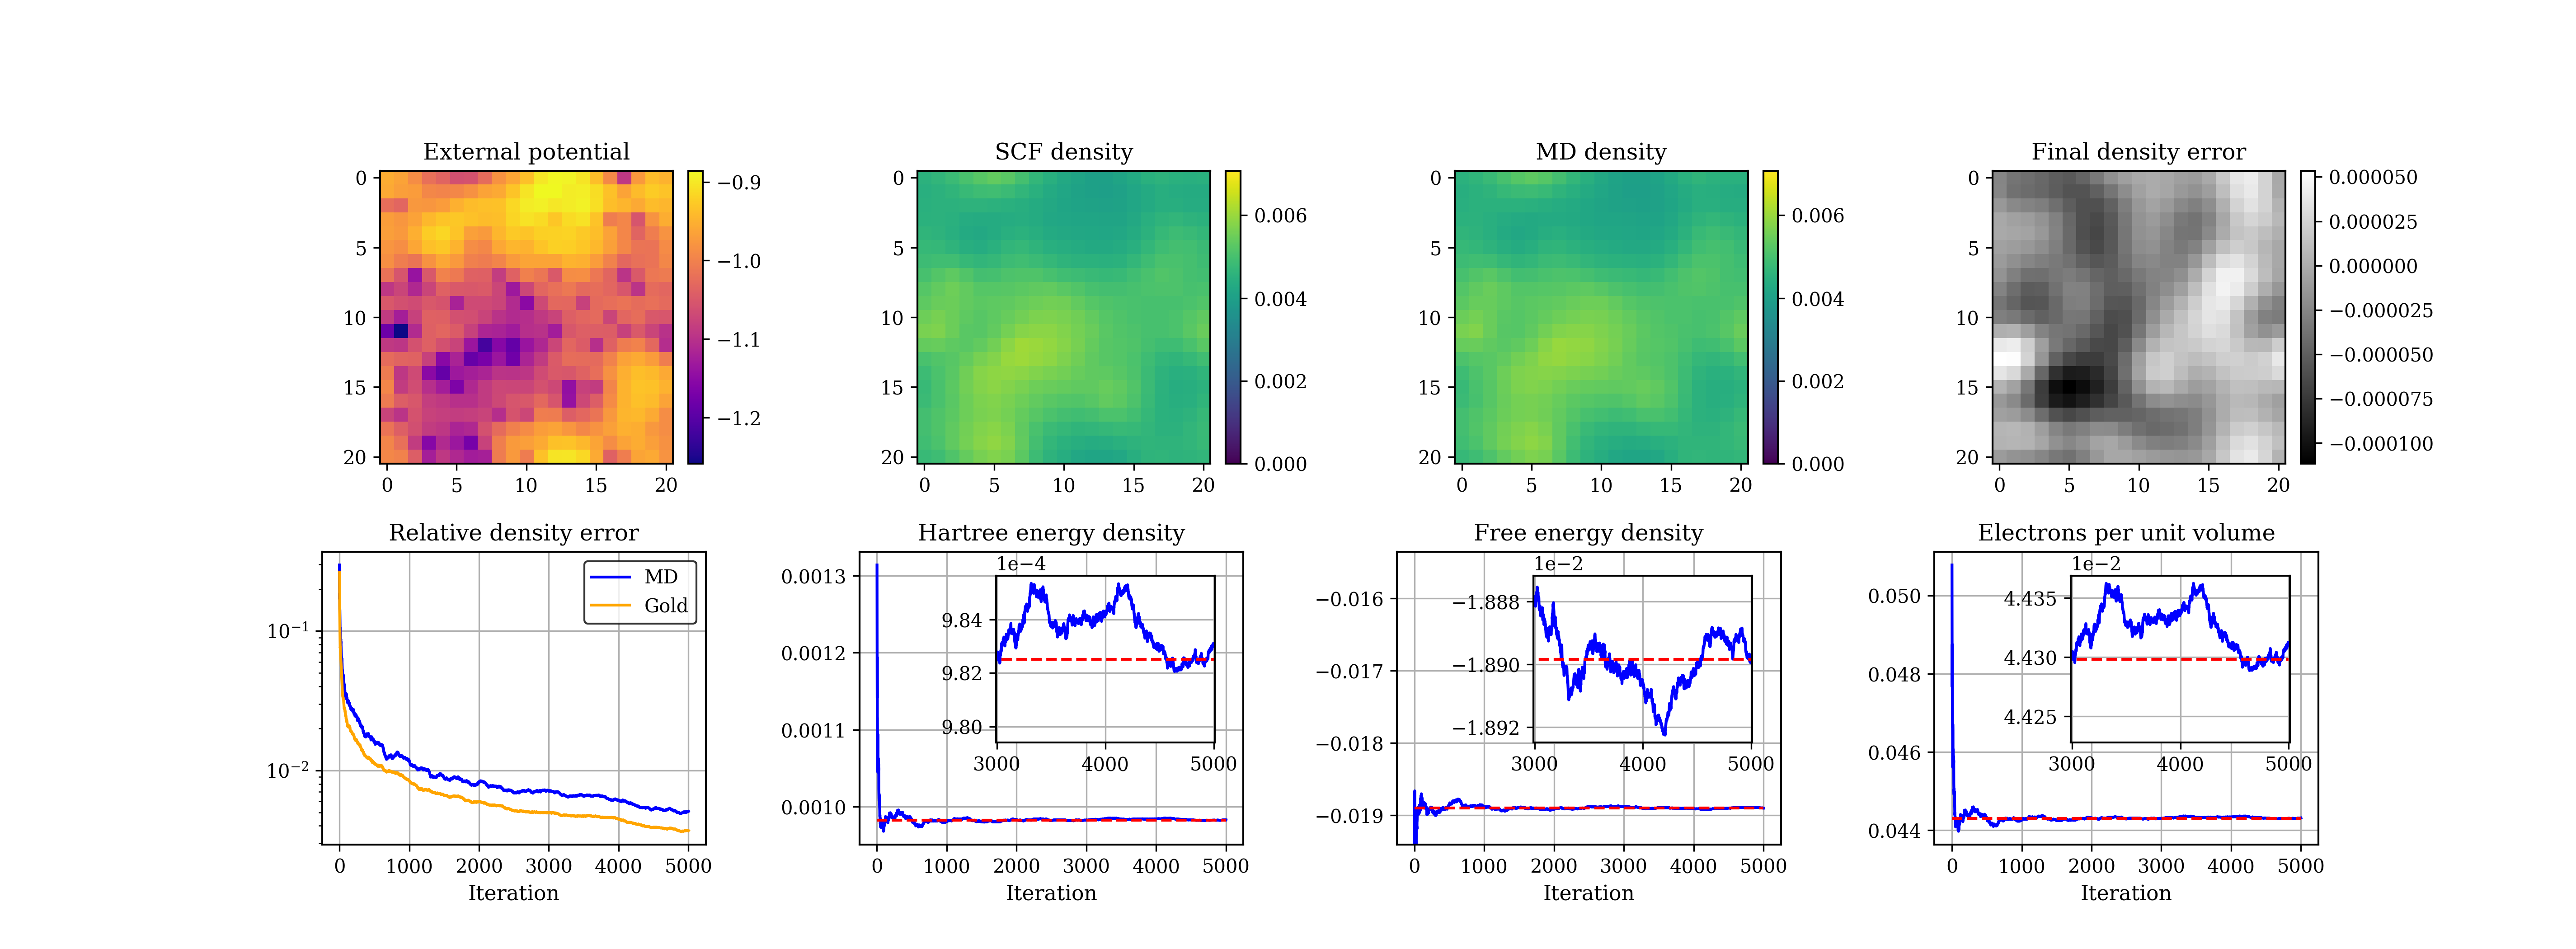 External potential
0
5
10
15
20
0 5 10 15 20
−0.9
−1.0
−1.1
−1.2
SCF density
0
5
10
15
20
0 5 10 15 20
0.006
0.004
0.002
0.000
MD density
0
5
10
15
20
0 5 10 15 20
0.006
0.004
0.002
0.000
Final density error
0
5
10
15
20
0 5 10 15 20
0.000050
0.000025
0.000000
−0.000025
−0.000050
−0.000075
−0.000100
Relative density error
MD
Gold
10⁻¹
10⁻²
0 1000 2000 3000 4000 5000
Iteration
Hartree energy density
0.0013
0.0012
0.0011
0.0010
1e−4
9.84
9.82
9.80
3000 4000 5000
0 1000 2000 3000 4000 5000
Iteration
Free energy density
−0.016
−0.017
−0.018
−0.019
1e−2
−1.888
−1.890
−1.892
3000 4000 5000
0 1000 2000 3000 4000 5000
Iteration
Electrons per unit volume
0.050
0.048
0.046
0.044
1e−2
4.435
4.430
4.425
3000 4000 5000
0 1000 2000 3000 4000 5000
Iteration